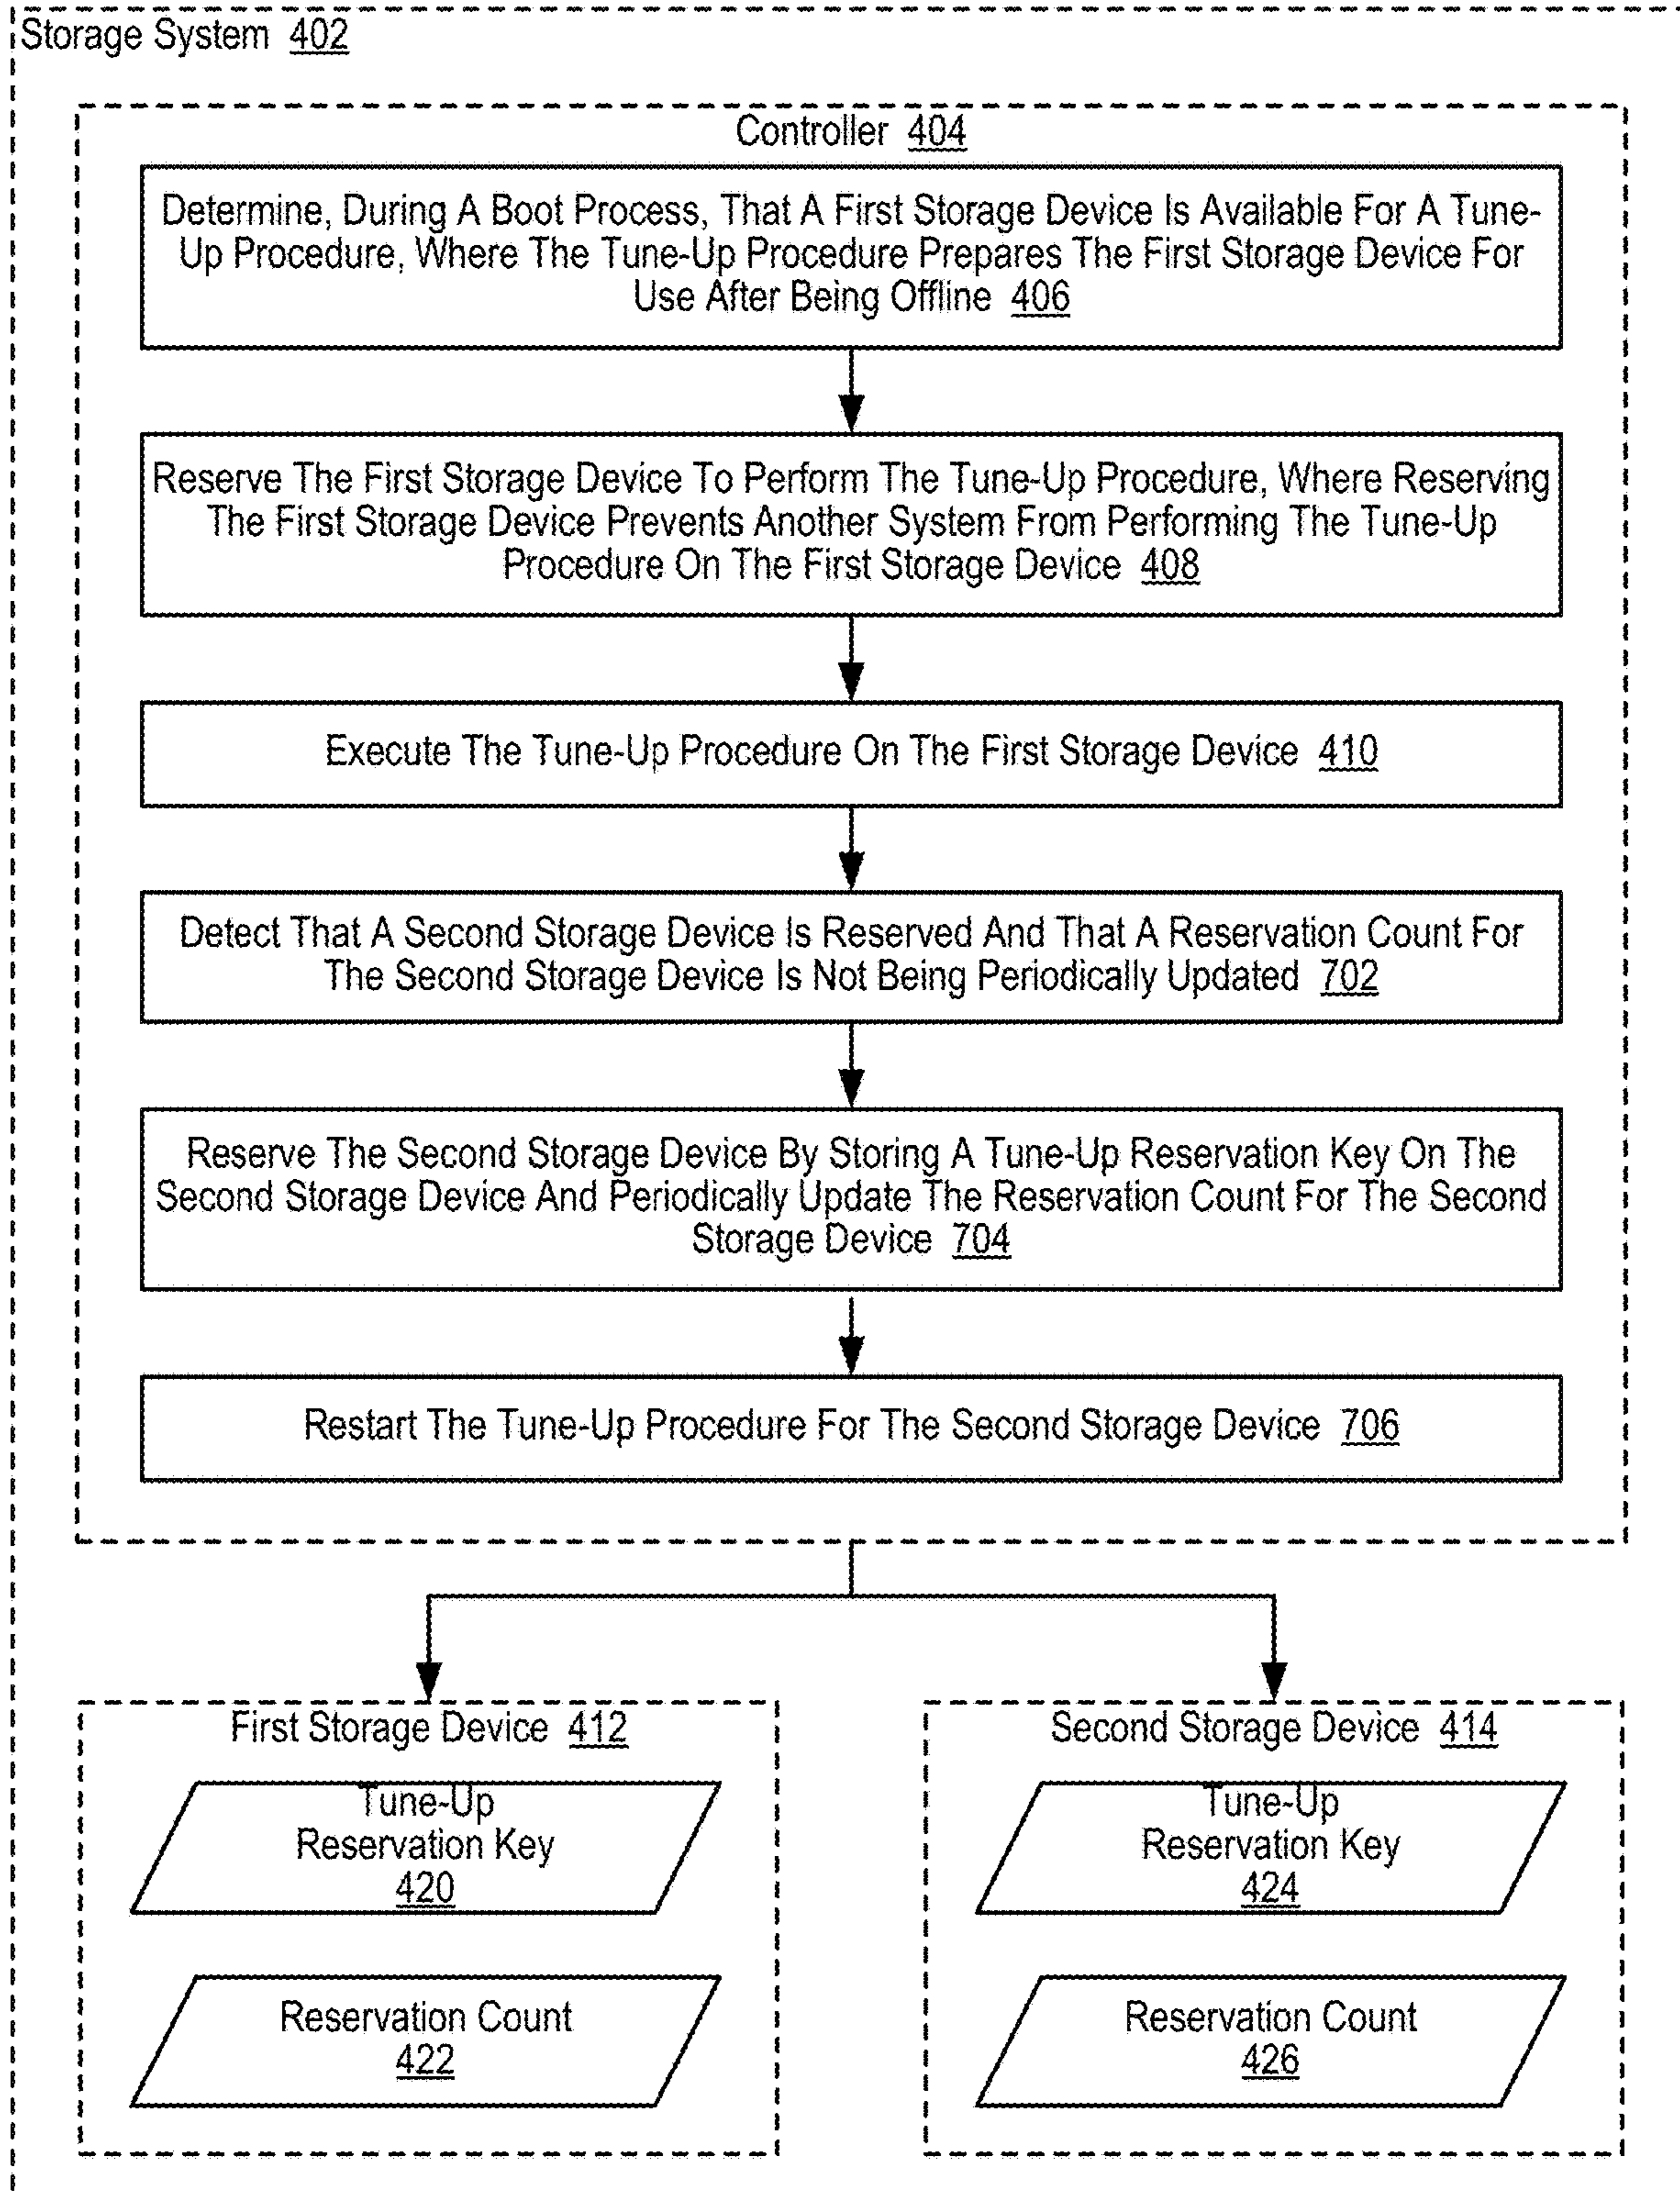 Storage System 402
Controller 404
Determine, During A Boot Process, That A First Storage Device Is Available For A Tune-
Up Procedure, Where The Tune-Up Procedure Prepares The First Storage Device For
Use After Being Offline 406
Reserve The First Storage Device To Perform The Tune-Up Procedure, Where Reserving
The First Storage Device Prevents Another System From Performing The Tune-Up
Procedure On The First Storage Device 408
Execute The Tune-Up Procedure On The First Storage Device 410
Detect That A Second Storage Device Is Reserved And That A Reservation Count For
The Second Storage Device Is Not Being Periodically Updated 702
Reserve The Second Storage Device By Storing A Tune-Up Reservation Key On The
Second Storage Device And Periodically Update The Reservation Count For The Second
Storage Device 704
Restart The Tune-Up Procedure For The Second Storage Device 706
First Storage Device 412
Tune-Up
Reservation Key
420
Reservation Count
422
Second Storage Device 414
Tune-Up
Reservation Key
424
Reservation Count
426